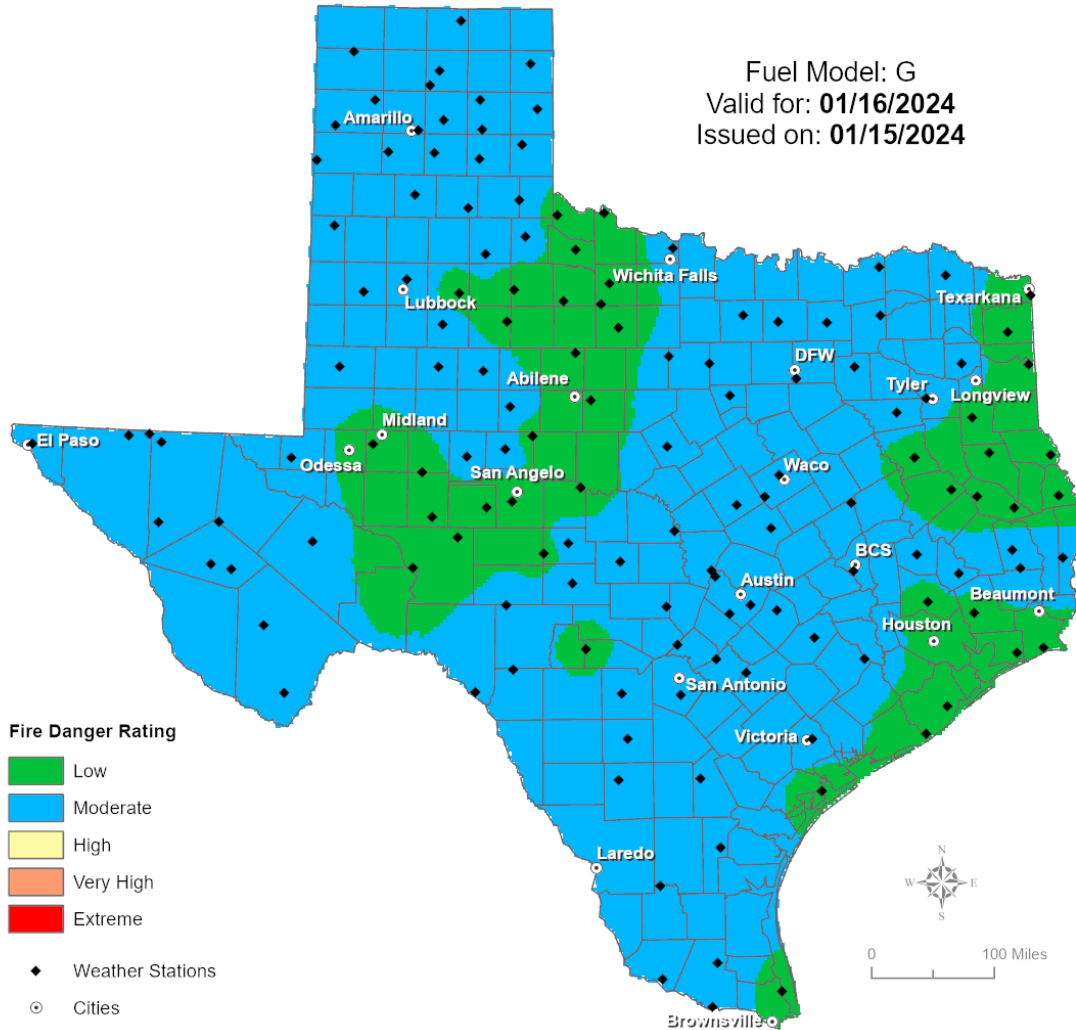 Fuel Model: G
Valid for: 01/16/2024
Issued on: 01/15/2024
Amarillo
Wichita Falls
Lubbock
Texarkana
DFW
Abilene
Tyler
Longview
Midland
El Paso
Odessa
San Angelo
Waco
BCS
Austin
Beaumont
Houston
San Antonio
Victoria
Laredo
Brownsville
Fire Danger Rating
Low
Moderate
High
Very High
Extreme
Weather Stations
Cities
N
W E
S
0 100 Miles